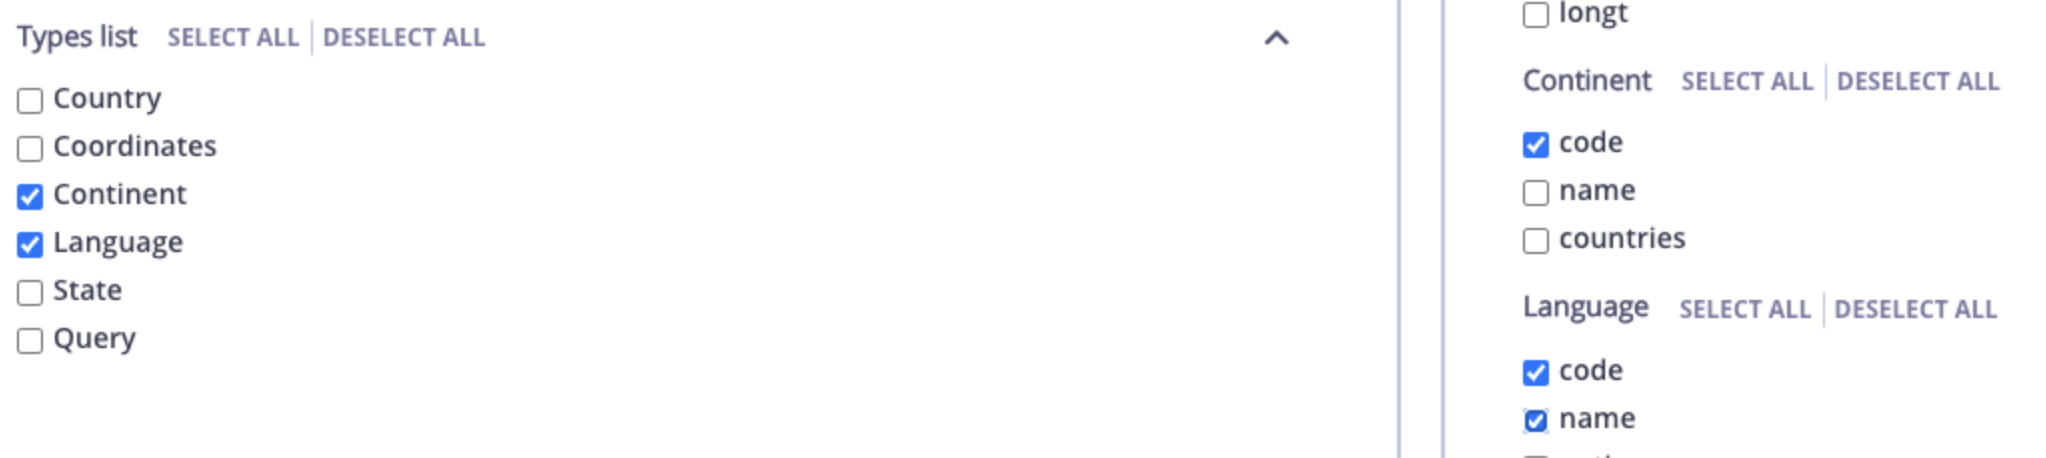 Types list SELECT ALL DESELECT ALL
Country
Coordinates
Continent
Language
State
Query
longt
Continent SELECT ALL DESELECT ALL
code
name
countries
Language SELECT ALL DESELECT ALL
code
name